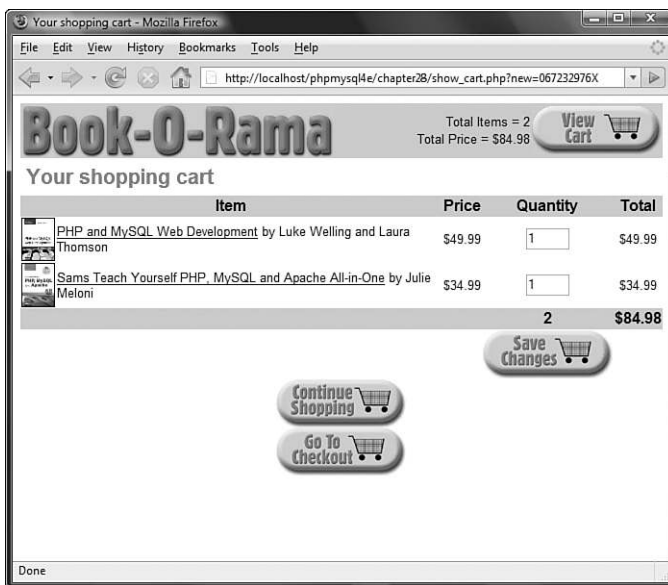 Your shopping cart - Mozilla Firefox
File Edit View History Bookmarks Tools Help
http://localhost/phpmysql4e/chapter28/show_cart.php?new=067232976X
Book-O-Rama
Total Items = 2
Total Price = $84.98
View Cart
Your shopping cart
Item Price Quantity Total
PHP and MySQL Web Development by Luke Welling and Laura
Thomson
$49.99 1 $49.99
Sams Teach Yourself PHP, MySQL and Apache All-in-One by Julie
Meloni
$34.99 1 $34.99
2 $84.98
Save
Changes
Continue
Shopping
Go To
Checkout
Done